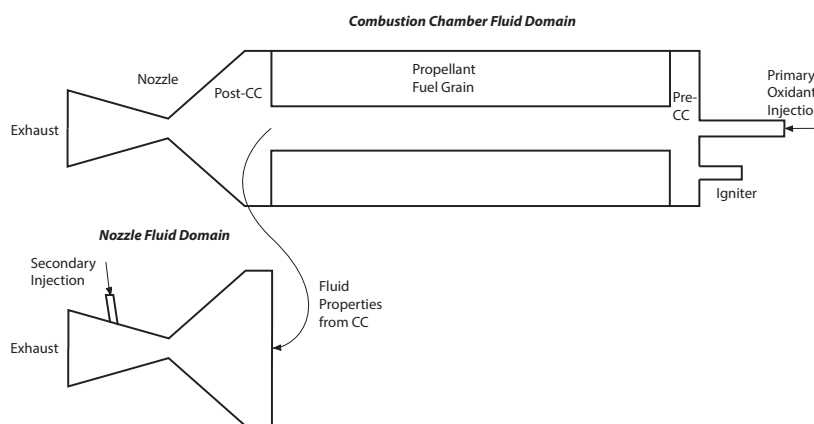 Combustion Chamber Fluid Domain
Nozzle
Post-CC
Propellant
Fuel Grain
Pre-
CC
Primary
Oxidant
Injection
Exhaust
Igniter
Nozzle Fluid Domain
Secondary
Injection
Fluid
Properties
from CC
Exhaust